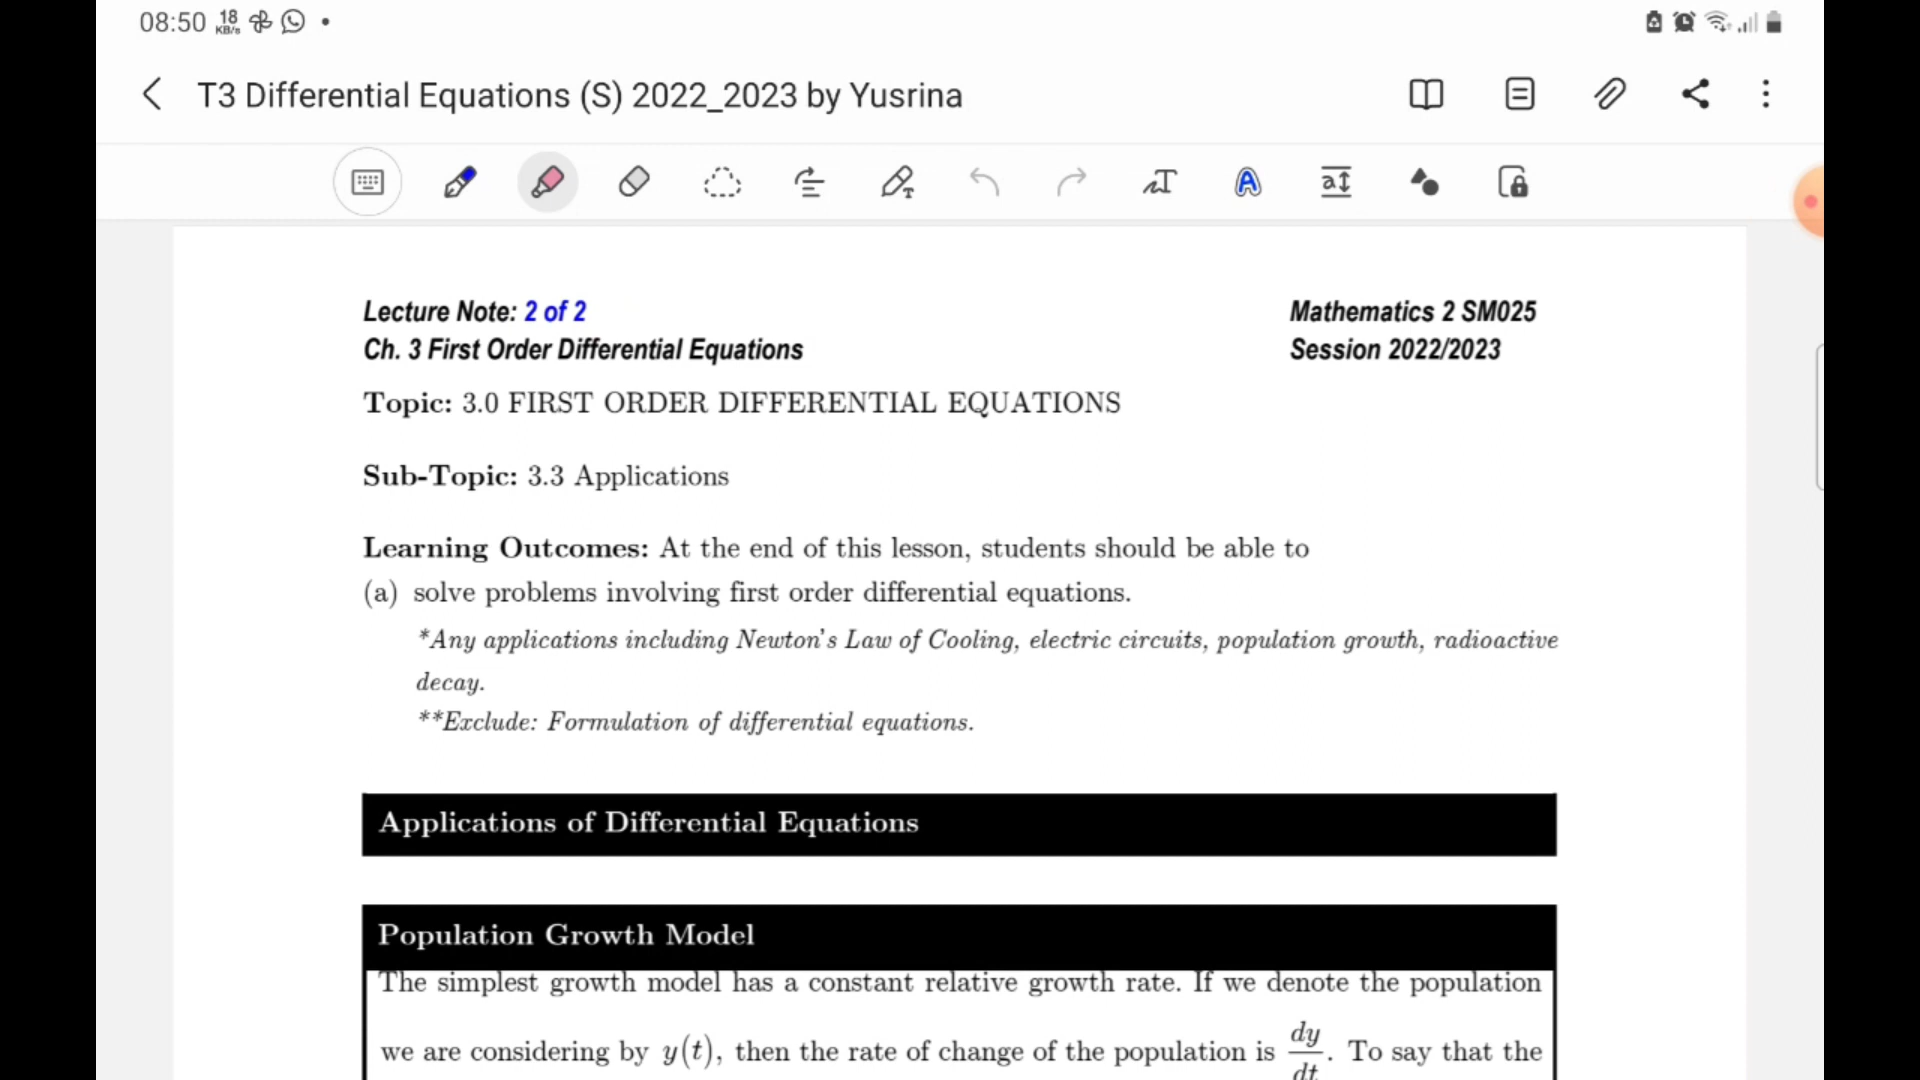 08:50 18 KB/s
T3 Differential Equations (S) 2022_2023 by Yusrina
Lecture Note: 2 of 2
Mathematics 2 SM025
Ch. 3 First Order Differential Equations
Session 2022/2023
Topic: 3.0 FIRST ORDER DIFFERENTIAL EQUATIONS
Sub-Topic: 3.3 Applications
Learning Outcomes: At the end of this lesson, students should be able to
(a) solve problems involving first order differential equations.
*Any applications including Newton's Law of Cooling, electric circuits, population growth, radioactive
decay.
**Exclude: Formulation of differential equations.
Applications of Differential Equations
Population Growth Model
The simplest growth model has a constant relative growth rate. If we denote the population
we are considering by y(t), then the rate of change of the population is dy/dt. To say that the